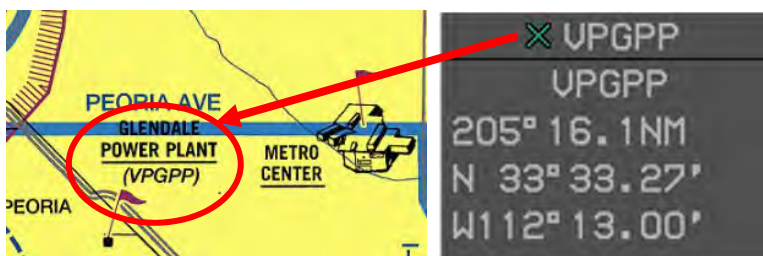 PEORIA AVE
GLENDALE
POWER PLANT
(VPGPP)
METRO
CENTER
PEORIA
VPGPP
VPGPP
205° 16.1NM
N 33°33.27'
W112°13.00'